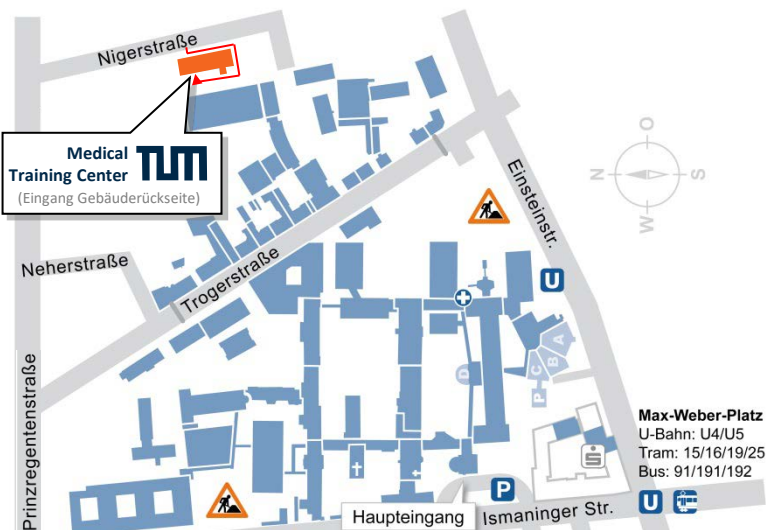 Nigerstraße
Medical
Training Center TUM
(Eingang Gebäuderückseite)
Einsteinstr.
O
N
S
W
Neherstraße
Trogerstraße
U
Prinzregentenstraße
A
B
C
D
P
Max-Weber-Platz
U-Bahn: U4/U5
Tram: 15/16/19/25
Bus: 91/191/192
S
P
U
Haupteingang
Ismaninger Str.